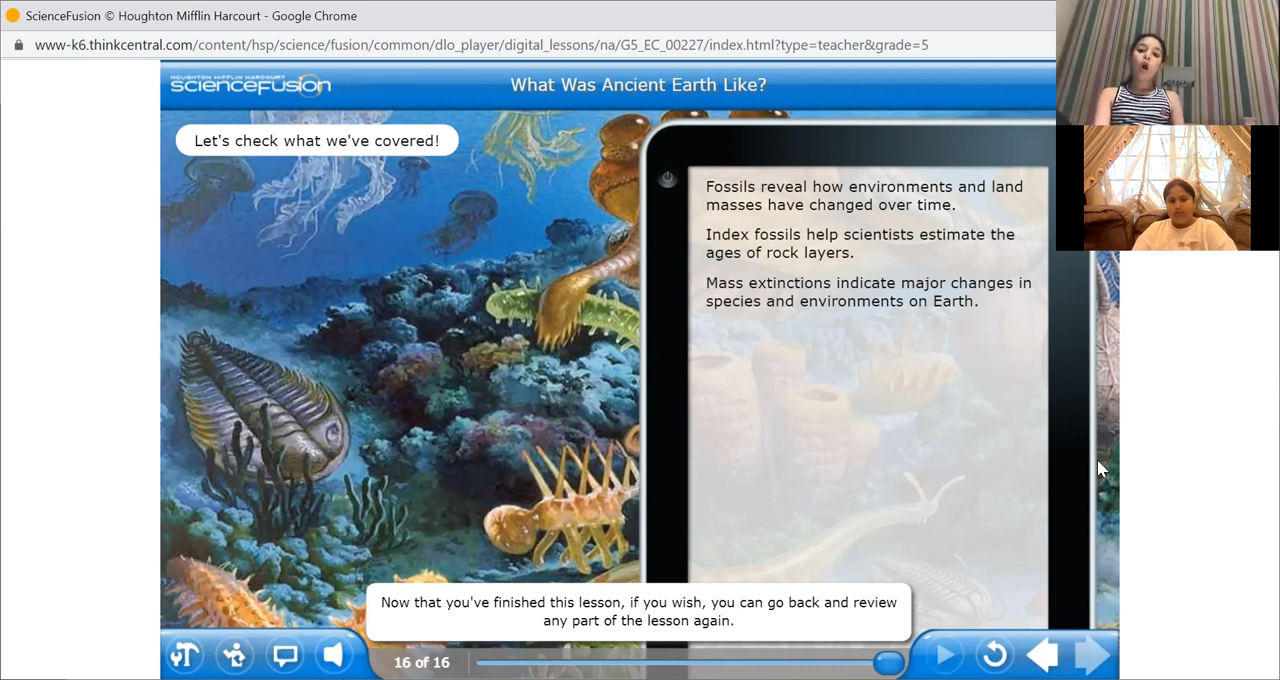 ScienceFusion © Houghton Mifflin Harcourt - Google Chrome
www-k6.thinkcentral.com/content/hsp/science/fusion/common/dlo_player/digital_lessons/na/G5_EC_00227/index.html?type=teacher&grade=5
HOUGHTON MIFFLIN HARCOURT
scienceFusion
What Was Ancient Earth Like?
Let's check what we've covered!
Fossils reveal how environments and land
masses have changed over time.
Index fossils help scientists estimate the
ages of rock layers.
Mass extinctions indicate major changes in
species and environments on Earth.
Now that you've finished this lesson, if you wish, you can go back and review
any part of the lesson again.
16 of 16